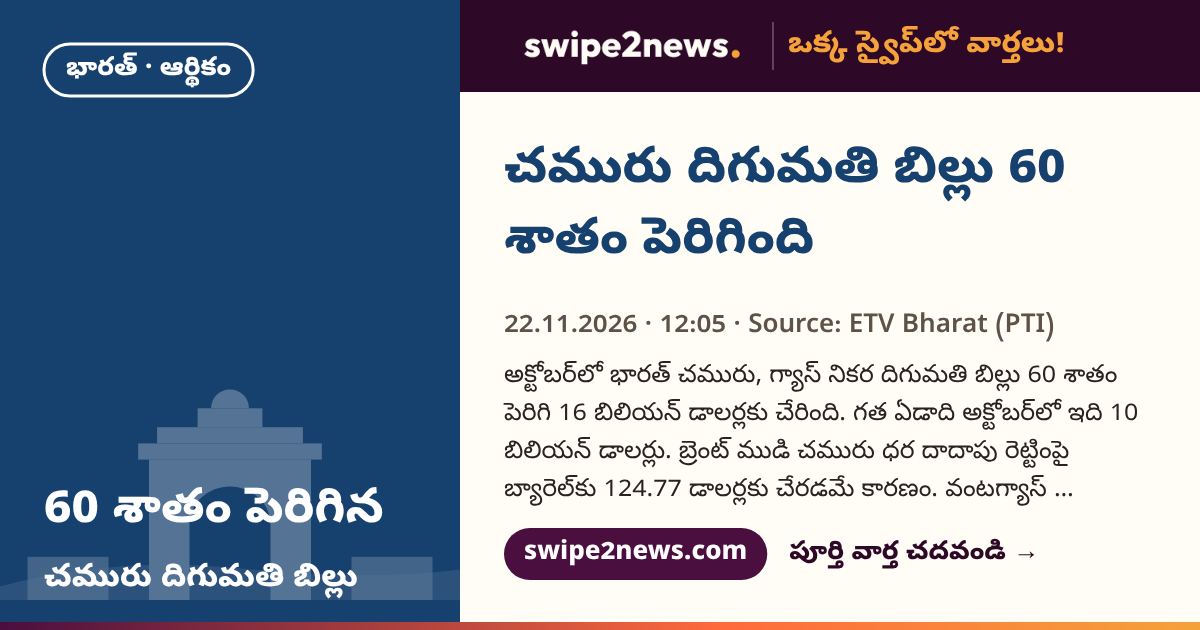 భారత్ · ఆర్థికం
60 శాతం పెరిగిన
చమురు దిగుమతి బిల్లు
swipe2news.
ఒక్క స్వైప్‌లో వార్తలు!
చమురు దిగుమతి బిల్లు 60
శాతం పెరిగింది
22.11.2026 · 12:05 · Source: ETV Bharat (PTI)
అక్టోబర్‌లో భారత్ చమురు, గ్యాస్ నికర దిగుమతి బిల్లు 60 శాతం
పెరిగి 16 బిలియన్ డాలర్లకు చేరింది. గత ఏడాది అక్టోబర్‌లో ఇది 10
బిలియన్ డాలర్లు. బ్రెంట్ ముడి చమురు ధర దాదాపు రెట్టింపై
బ్యారెల్‌కు 124.77 డాలర్లకు చేరడమే కారణం. వంటగ్యాస్ ...
swipe2news.com
పూర్తి వార్త చదవండి →